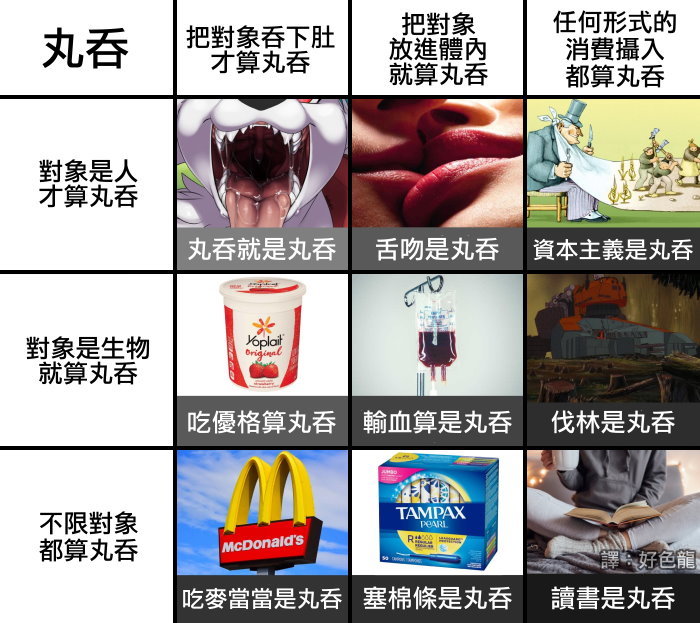 丸吞
把對象吞下肚
才算丸吞
把對象
放進體內
就算丸吞
任何形式的
消費攝入
都算丸吞
對象是人
才算丸吞
丸吞就是丸吞
舌吻是丸吞
資本主義是丸吞
對象是生物
就算丸吞
Yoplait
Original
吃優格算丸吞
輸血算是丸吞
伐林是丸吞
不限對象
都算丸吞
McDonald's
吃麥當當是丸吞
JUMBO
TAMPAX
PEARL
R
REGULAR
50
塞棉條是丸吞
譯：好色龍
讀書是丸吞